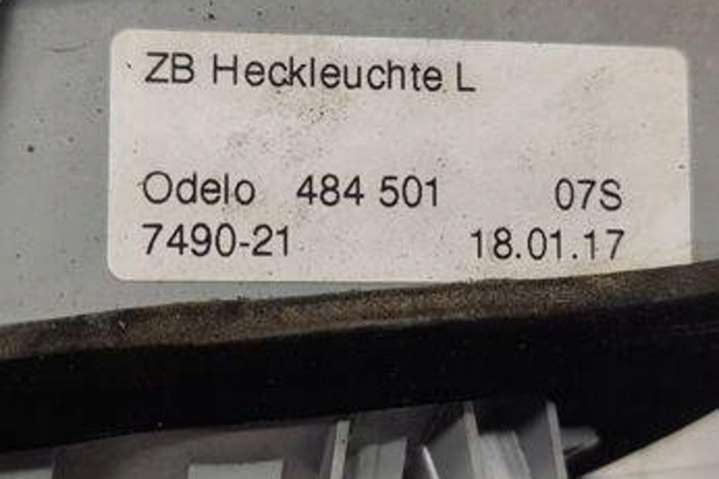 ZB Heckleuchte L
Odelo 484 501 07S
7490-21 18.01.17